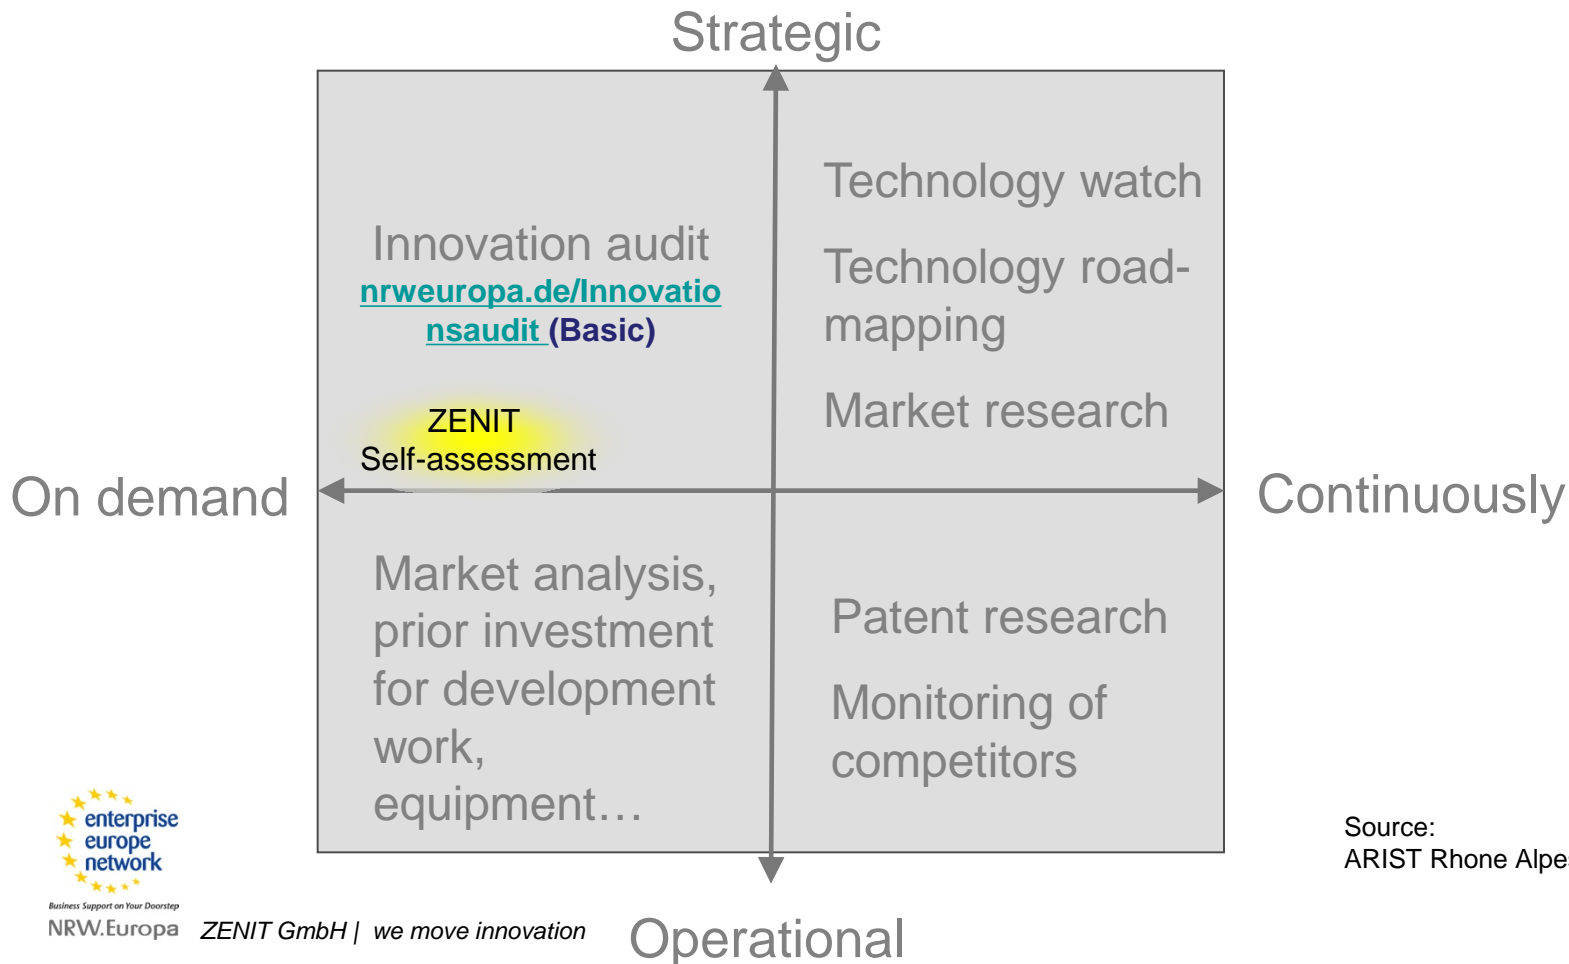 Strategic
Innovation audit
nrweuropa.de/Innovatio
nsaudit (Basic)
ZENIT
Self-assessment
Technology watch
Technology road-
mapping
Market research
On demand
Continuously
Market analysis,
prior investment
for development
work,
equipment…
Patent research
Monitoring of
competitors
Source:
ARIST Rhone Alpes
enterprise
europe
network
Business Support on Your Doorstep
NRW.Europa
ZENIT GmbH | we move innovation
Operational